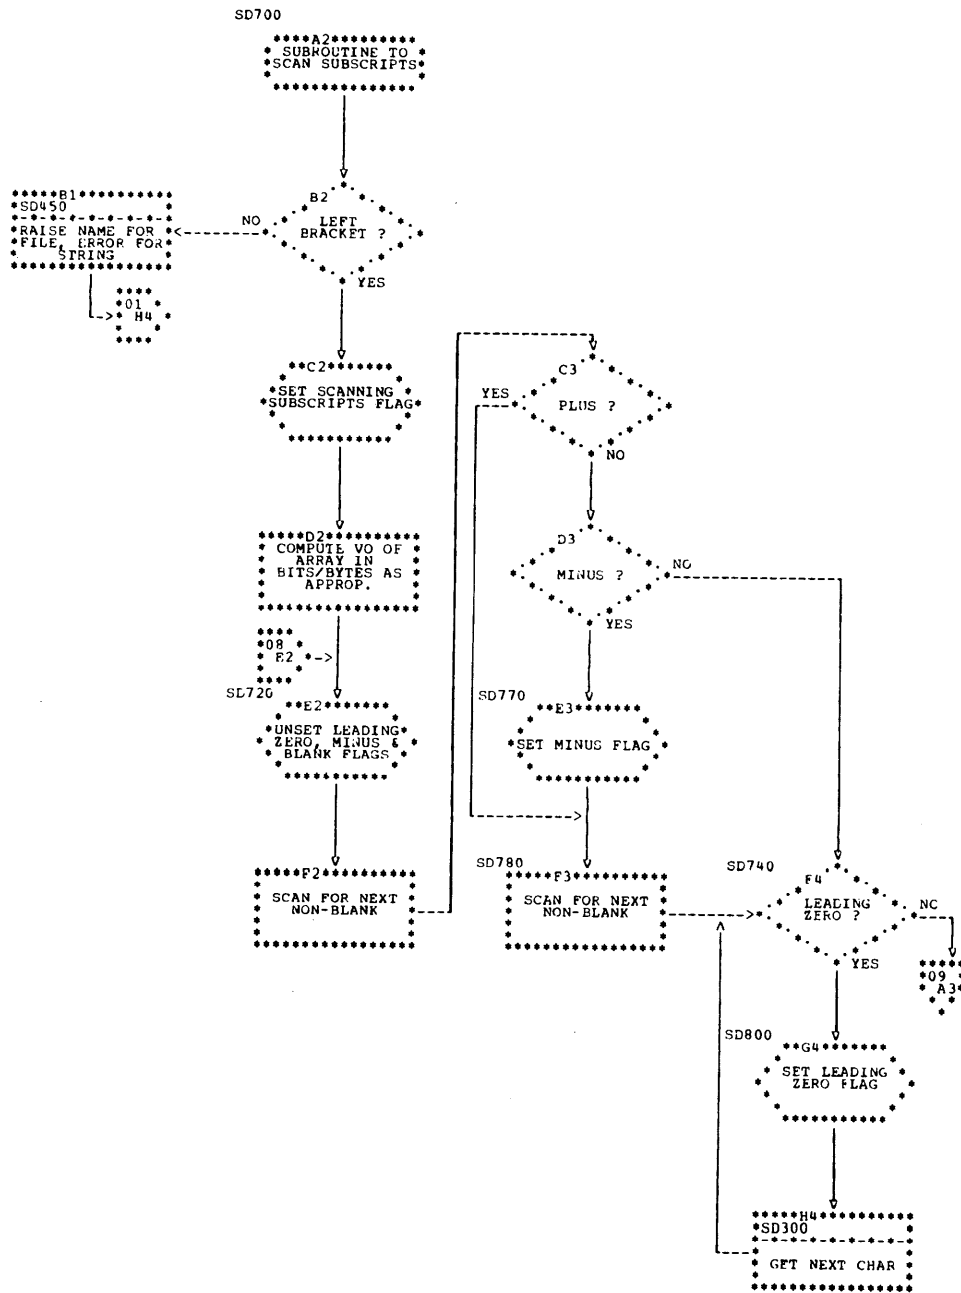 SD700
A2
SUBROUTINE TO
SCAN SUBSCRIPTS
B1
SD450
RAISE NAME FOR
FILE, ERROR FOR
STRING
NO
B2
LEFT
BRACKET ?
YES
01
H4
C2
SET SCANNING
SUBSCRIPTS FLAG
C3
YES
PLUS ?
NO
D2
COMPUTE VO OF
ARRAY IN
BITS/BYTES AS
APPROP.
D3
MINUS ?
NO
YES
08
E2
SD720
E2
UNSET LEADING
ZERO, MINUS &
BLANK FLAGS
SD770
E3
SET MINUS FLAG
F2
SCAN FOR NEXT
NON-BLANK
SD780
F3
SCAN FOR NEXT
NON-BLANK
SD740
F4
LEADING
ZERO ?
NO
YES
09
A3
SD800
G4
SET LEADING
ZERO FLAG
H4
SD300
GET NEXT CHAR